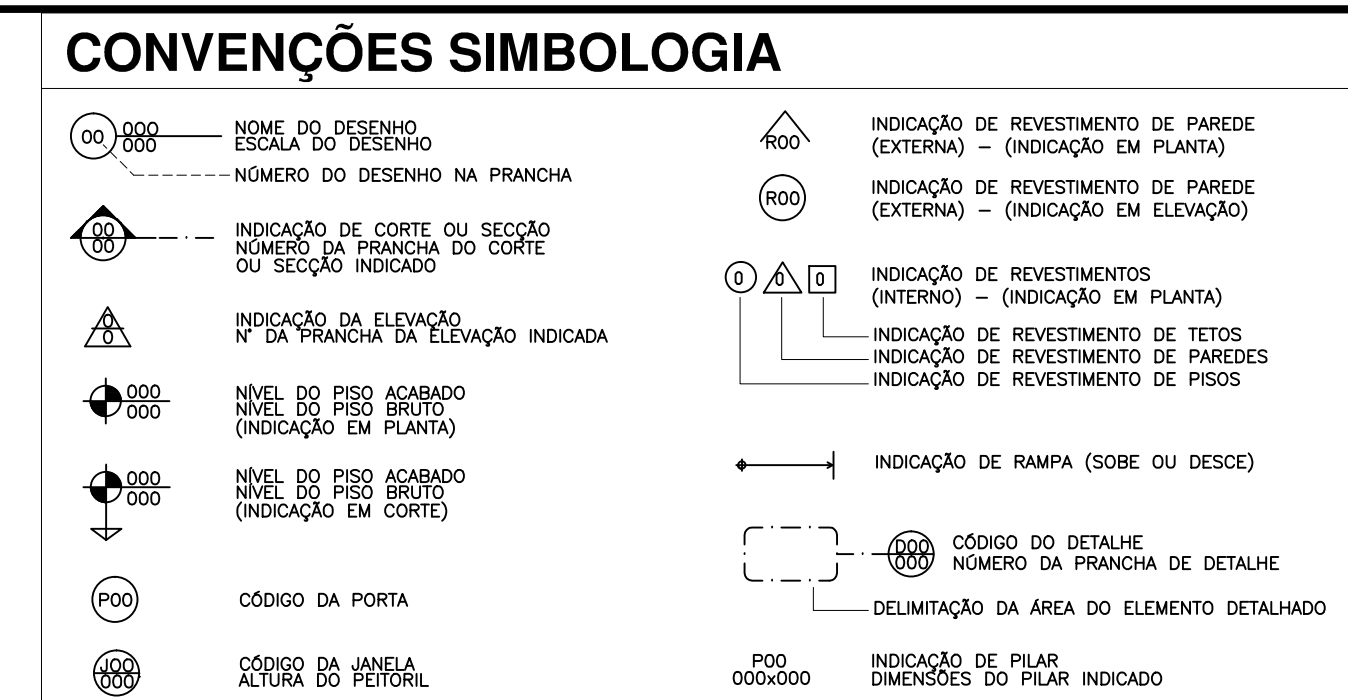 CONVENÇÕES SIMBOLOGIA
00
000
000
NOME DO DESENHO
ESCALA DO DESENHO
NÚMERO DO DESENHO NA PRANCHA
00
00
INDICAÇÃO DE CORTE OU SECÇÃO
NÚMERO DA PRANCHA DO CORTE
OU SECÇÃO INDICADO
0
0
INDICAÇÃO DA ELEVAÇÃO
N° DA PRANCHA DA ELEVAÇÃO INDICADA
000
000
NÍVEL DO PISO ACABADO
NÍVEL DO PISO BRUTO
(INDICAÇÃO EM PLANTA)
000
000
NÍVEL DO PISO ACABADO
NÍVEL DO PISO BRUTO
(INDICAÇÃO EM CORTE)
P00
CÓDIGO DA PORTA
J00
000
CÓDIGO DA JANELA
ALTURA DO PEITORIL
R00
INDICAÇÃO DE REVESTIMENTO DE PAREDE
(EXTERNA) – (INDICAÇÃO EM PLANTA)
R00
INDICAÇÃO DE REVESTIMENTO DE PAREDE
(EXTERNA) – (INDICAÇÃO EM ELEVAÇÃO)
0 0 0
INDICAÇÃO DE REVESTIMENTOS
(INTERNO) – (INDICAÇÃO EM PLANTA)
INDICAÇÃO DE REVESTIMENTO DE TETOS
INDICAÇÃO DE REVESTIMENTO DE PAREDES
INDICAÇÃO DE REVESTIMENTO DE PISOS
INDICAÇÃO DE RAMPA (SOBE OU DESCE)
D00
000
CÓDIGO DO DETALHE
NÚMERO DA PRANCHA DE DETALHE
DELIMITAÇÃO DA ÁREA DO ELEMENTO DETALHADO
P00
000x000
INDICAÇÃO DE PILAR
DIMENSÕES DO PILAR INDICADO